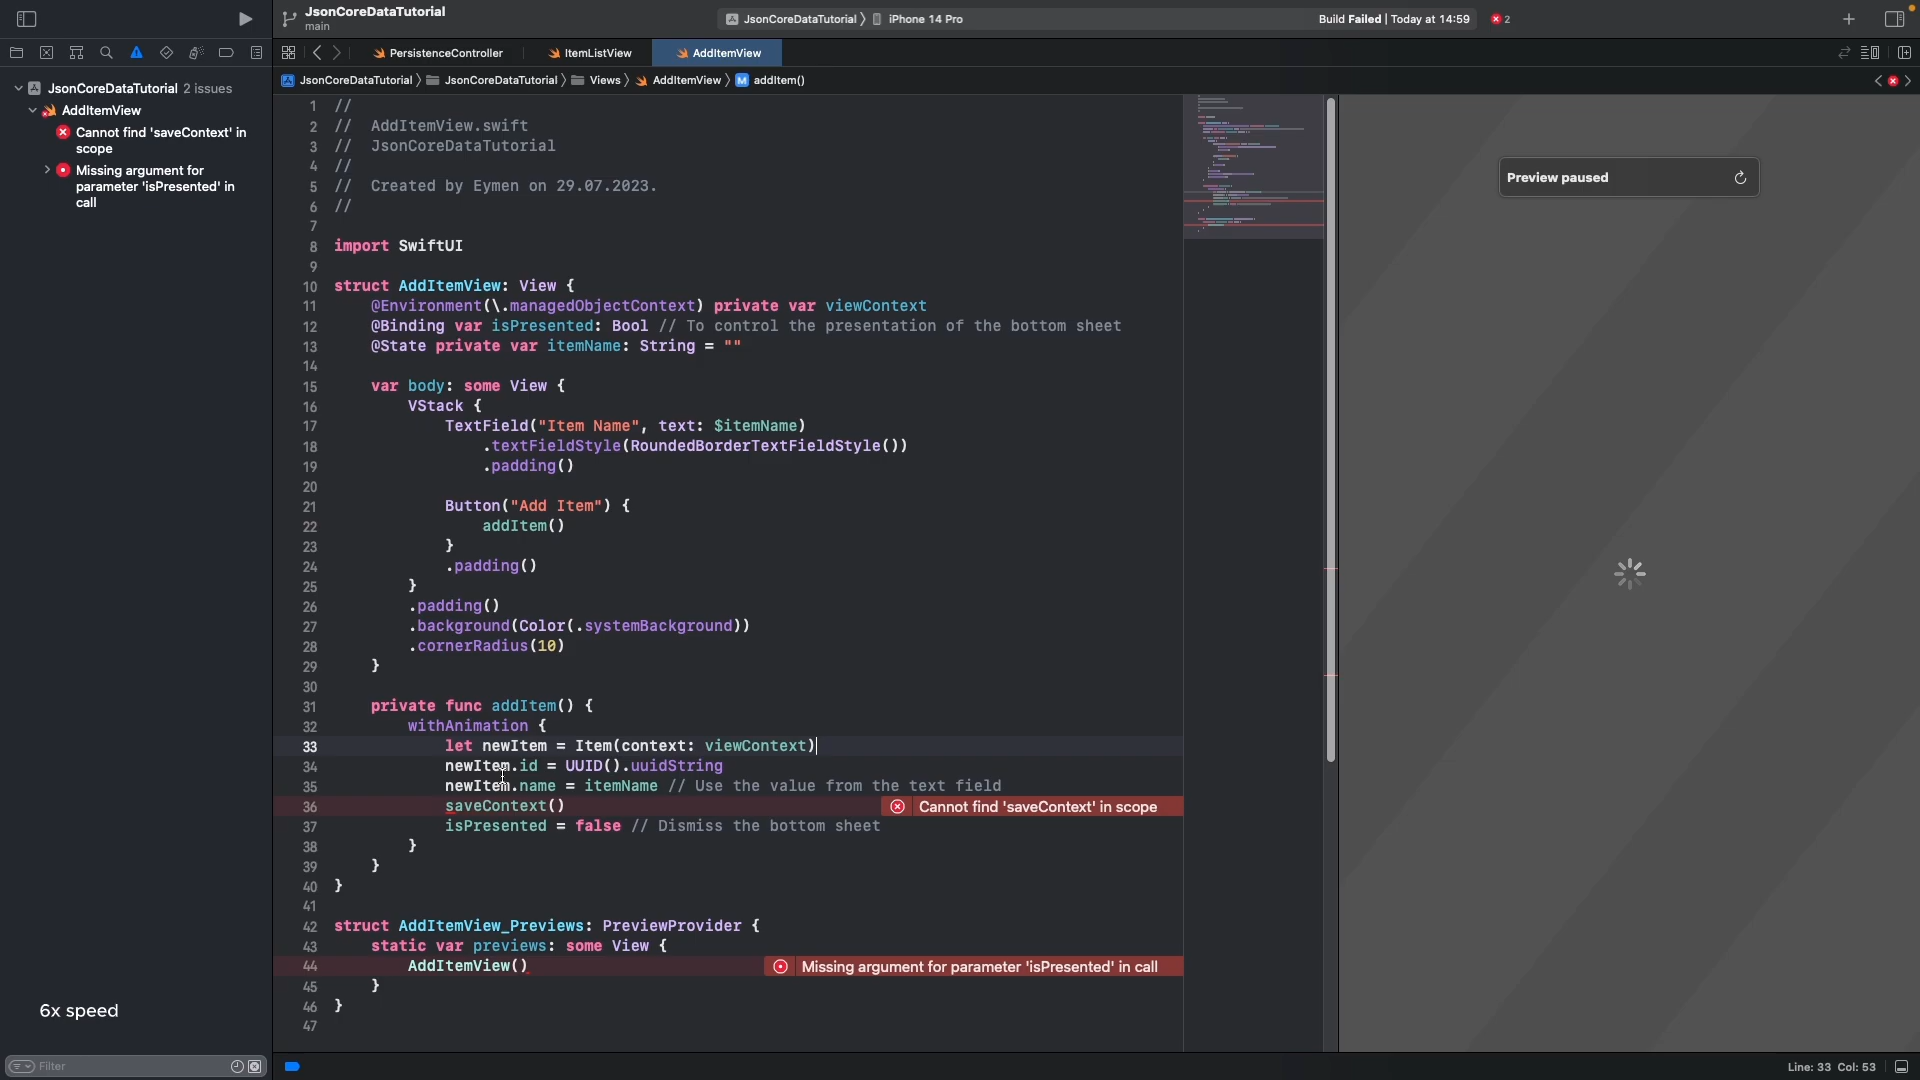 JsonCoreDataTutorial
main
JsonCoreDataTutorial 〉 iPhone 14 Pro
Build Failed | Today at 14:59
2
PersistenceController
ItemListView
AddItemView
JsonCoreDataTutorial 〉 JsonCoreDataTutorial 〉 Views 〉 AddItemView 〉 M addItem()
JsonCoreDataTutorial 2 issues
AddItemView
Cannot find 'saveContext' in
scope
Missing argument for
parameter 'isPresented' in
call
1 //
2 //  AddItemView.swift
3 //  JsonCoreDataTutorial
4 //
5 //  Created by Eymen on 29.07.2023.
6 //
7
8 import SwiftUI
9
10 struct AddItemView: View {
11     @Environment(\.managedObjectContext) private var viewContext
12     @Binding var isPresented: Bool // To control the presentation of the bottom sheet
13     @State private var itemName: String = ""
14
15     var body: some View {
16         VStack {
17             TextField("Item Name", text: $itemName)
18                 .textFieldStyle(RoundedBorderTextFieldStyle())
19                 .padding()
20
21             Button("Add Item") {
22                 addItem()
23             }
24             .padding()
25         }
26         .padding()
27         .background(Color(.systemBackground))
28         .cornerRadius(10)
29     }
30
31     private func addItem() {
32         withAnimation {
33             let newItem = Item(context: viewContext)
34             newItem.id = UUID().uuidString
35             newItem.name = itemName // Use the value from the text field
36             saveContext() Cannot find 'saveContext' in scope
37             isPresented = false // Dismiss the bottom sheet
38         }
39     }
40 }
41
42 struct AddItemView_Previews: PreviewProvider {
43     static var previews: some View {
44         AddItemView() Missing argument for parameter 'isPresented' in call
45     }
46 }
47
Preview paused
6x speed
Filter
Line: 33 Col: 53